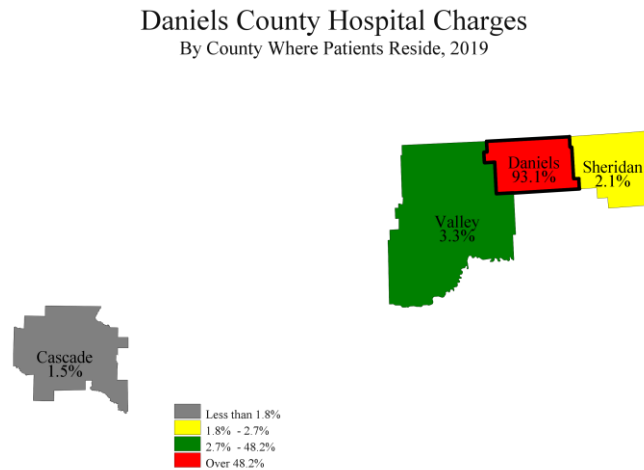 Daniels County Hospital Charges
By County Where Patients Reside, 2019
Daniels
93.1%
Sheridan
2.1%
Valley
3.3%
Cascade
1.5%
Less than 1.8%
1.8% - 2.7%
2.7% - 48.2%
Over 48.2%